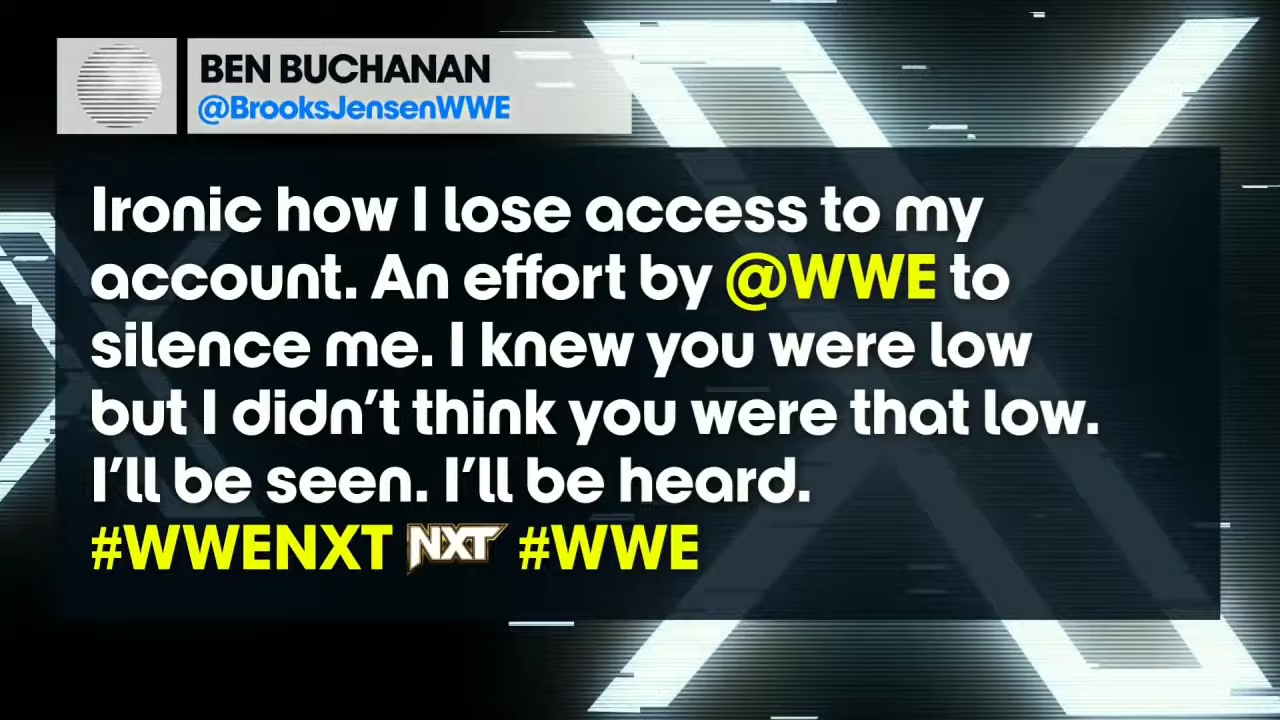 BEN BUCHANAN
@BrooksJensenWWE
Ironic how I lose access to my
account. An effort by @WWE to
silence me. I knew you were low
but I didn't think you were that low.
I'll be seen. I'll be heard.
#WWENXT NXT #WWE